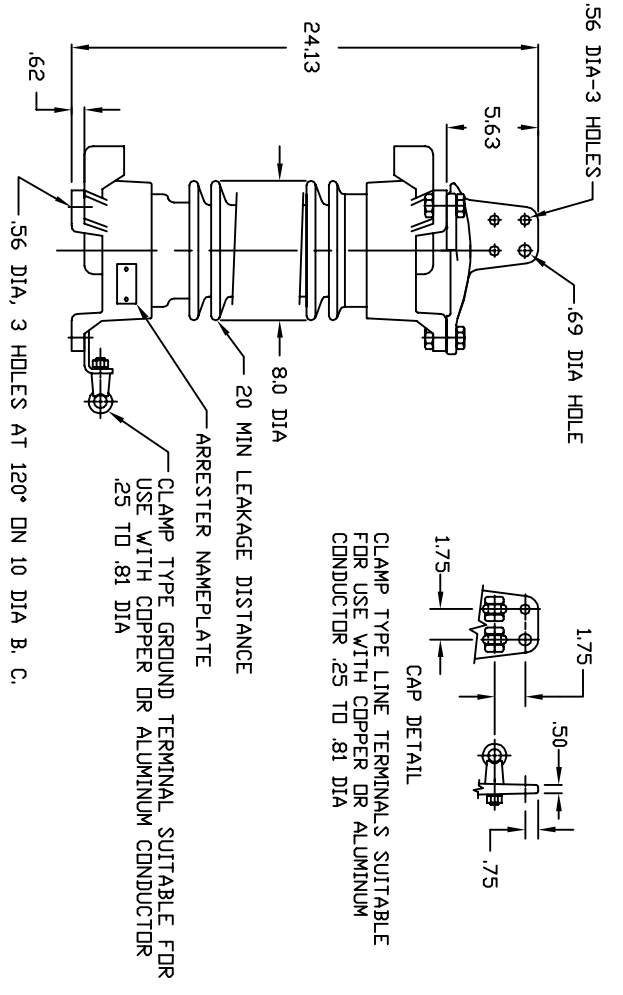 .56 DIA-3 HOLES
.69 DIA HOLE
5.63
24.13
.62
8.0 DIA
20 MIN LEAKAGE DISTANCE
ARRESTER NAMEPLATE
CLAMP TYPE GROUND TERMINAL SUITABLE FOR
USE WITH COPPER OR ALUMINUM CONDUCTOR
.25 TO .81 DIA
.56 DIA, 3 HOLES AT 120° ON 10 DIA B. C.
1.75
1.75
.50
.75
CAP DETAIL
CLAMP TYPE LINE TERMINALS SUITABLE
FOR USE WITH COPPER OR ALUMINUM
CONDUCTOR .25 TO .81 DIA